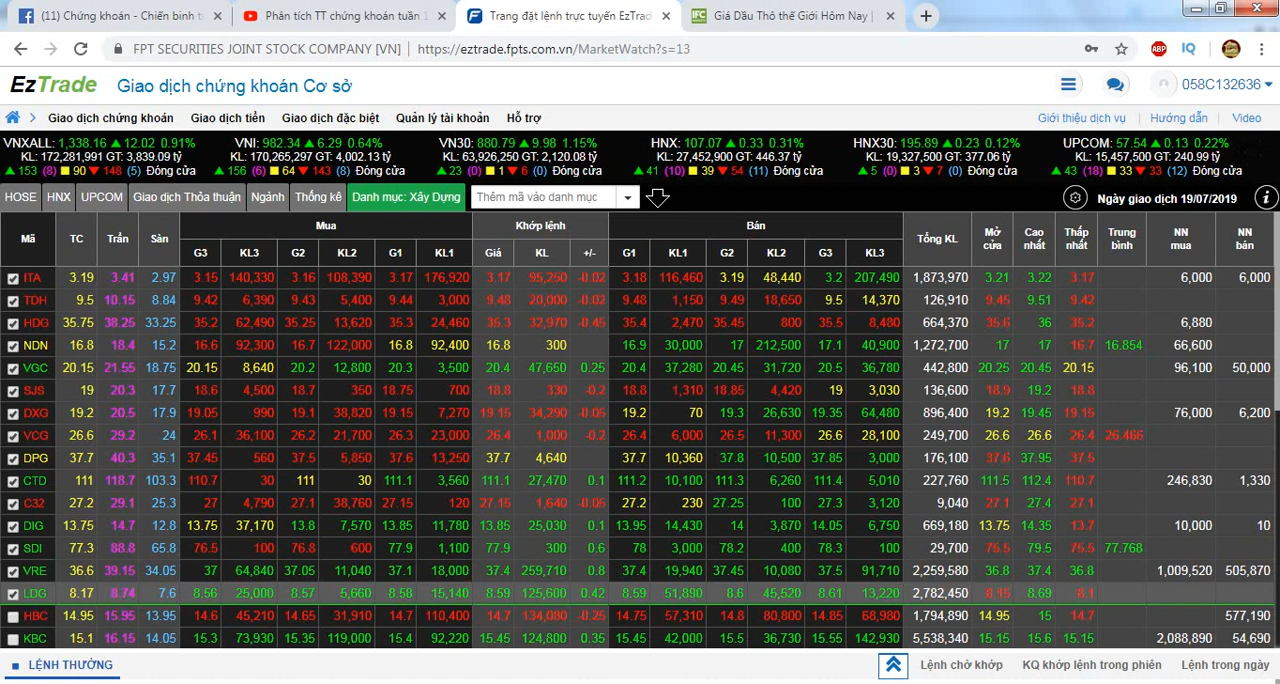 (11) Chứng khoán - Chiến binh t
Phân tích TT chứng khoán tuần 1
Trang đặt lệnh trực tuyến EzTrade
Giá Dầu Thô thế Giới Hôm Nay |
FPT SECURITIES JOINT STOCK COMPANY [VN] | https://eztrade.fpts.com.vn/MarketWatch?s=13
ABP IQ
EzTrade Giao dịch chứng khoán Cơ sở 058C132636
Giao dịch chứng khoán Giao dịch tiền Giao dịch đặc biệt Quản lý tài khoản Hỗ trợ Giới thiệu dịch vụ | Hướng dẫn | Video
VNXALL: 1,338.16 ▲ 12.02 0.91% VNI: 982.34 ▲ 6.29 0.64% VN30: 880.79 ▲ 9.98 1.15% HNX: 107.07 ▲ 0.33 0.31% HNX30: 195.89 ▲ 0.23 0.12% UPCOM: 57.54 ▲ 0.13 0.22%
KL: 172,281,991 GT: 3,839.09 tỷ KL: 170,265,297 GT: 4,002.13 tỷ KL: 63,926,250 GT: 2,120.08 tỷ KL: 27,452,900 GT: 446.37 tỷ KL: 19,327,500 GT: 377.06 tỷ KL: 15,457,500 GT: 240.99 tỷ
▲ 153 (8) ■ 90 ▼ 148 (5) Đóng cửa ▲ 156 (6) ■ 64 ▼ 143 (8) Đóng cửa ▲ 23 (0) ■ 1 ▼ 6 (0) Đóng cửa ▲ 41 (10) ■ 39 ▼ 54 (11) Đóng cửa ▲ 5 (0) ■ 3 ▼ 7 (0) Đóng cửa ▲ 43 (18) ■ 33 ▼ 33 (12) Đóng cửa
HOSE HNX UPCOM Giao dịch Thỏa thuận Ngành Thống kê Danh mục: Xây Dựng Thêm mã vào danh mục Ngày giao dịch 19/07/2019
Mã TC Trần Sàn Mua Khớp lệnh Bán Tổng KL Mở cửa Cao nhất Thấp nhất Trung bình NN mua NN bán
G3 KL3 G2 KL2 G1 KL1 Giá KL +/- G1 KL1 G2 KL2 G3 KL3
ITA 3.19 3.41 2.97 3.15 140,330 3.16 108,390 3.17 176,920 3.17 95,250 -0.02 3.18 116,460 3.19 48,440 3.2 207,490 1,873,970 3.21 3.22 3.17 6,000 6,000
TDH 9.5 10.15 8.84 9.42 6,390 9.43 5,400 9.44 3,000 9.48 20,000 -0.02 9.48 1,150 9.49 18,650 9.5 14,370 126,910 9.45 9.51 9.42
HDG 35.75 38.25 33.25 35.2 62,490 35.25 13,620 35.3 24,460 35.3 32,970 -0.45 35.4 2,470 35.45 800 35.5 8,480 664,370 35.6 36 35.2 6,880
NDN 16.8 18.4 15.2 16.6 92,300 16.7 122,000 16.8 92,400 16.8 300 16.9 30,000 17 212,500 17.1 40,900 1,272,700 17 17 16.7 16.854 66,600
VGC 20.15 21.55 18.75 20.15 8,640 20.2 12,800 20.3 3,500 20.4 47,650 0.25 20.4 37,280 20.45 31,720 20.5 36,780 442,800 20.25 20.45 20.15 96,100 50,000
SJS 19 20.3 17.7 18.6 4,500 18.7 350 18.75 700 18.8 330 -0.2 18.8 1,310 18.85 4,420 19 3,030 136,600 18.9 19.2 18.8
DXG 19.2 20.5 17.9 19.05 990 19.1 38,820 19.15 7,270 19.15 34,290 -0.05 19.2 70 19.3 26,630 19.35 64,480 896,400 19.2 19.45 19.15 76,000 6,200
VCG 26.6 29.2 24 26.1 36,100 26.2 21,700 26.3 23,000 26.4 1,000 -0.2 26.4 6,000 26.5 11,300 26.6 28,100 249,700 26.6 26.6 26.4 26.466
DPG 37.7 40.3 35.1 37.45 560 37.5 5,850 37.6 13,250 37.7 4,640 37.7 10,360 37.8 10,500 37.85 3,000 176,100 37.6 37.95 37.5
CTD 111 118.7 103.3 110.7 30 111 30 111.1 3,560 111.1 27,470 0.1 111.2 10,100 111.3 6,260 111.4 5,010 227,760 111.5 112.4 110.7 246,830 1,330
C32 27.2 29.1 25.3 27 4,790 27.1 38,760 27.15 120 27.15 1,640 -0.05 27.2 230 27.25 100 27.3 3,120 9,040 27.1 27.4 27.1
DIG 13.75 14.7 12.8 13.75 37,170 13.8 7,570 13.85 11,780 13.85 25,030 0.1 13.95 14,430 14 3,870 14.05 6,750 669,180 13.75 14.35 13.7 10,000 10
SDI 77.3 88.8 65.8 76.5 100 76.8 600 77.9 1,100 77.9 300 0.6 78 3,000 78.2 400 78.3 100 29,700 75.5 79.5 75.5 77.768
VRE 36.6 39.15 34.05 37 64,840 37.05 11,040 37.1 18,000 37.4 259,710 0.8 37.4 19,940 37.45 10,080 37.5 91,710 2,259,580 36.8 37.4 36.8 1,009,520 505,870
LDG 8.17 8.74 7.6 8.56 25,000 8.57 5,660 8.58 15,140 8.59 125,600 0.42 8.59 51,890 8.6 45,520 8.61 13,220 2,782,450 8.15 8.69 8.1
HBC 14.95 15.95 13.95 14.6 45,210 14.65 31,910 14.7 110,400 14.7 134,080 -0.25 14.75 57,310 14.8 80,800 14.85 68,980 1,794,890 14.95 15 14.7 577,190
KBC 15.1 16.15 14.05 15.3 73,930 15.35 119,000 15.4 92,220 15.45 124,800 0.35 15.45 42,000 15.5 36,730 15.55 142,930 5,538,340 15.15 15.6 15.15 2,088,890 54,690
LỆNH THƯỜNG Lệnh chờ khớp KQ khớp lệnh trong phiên Lệnh trong ngày